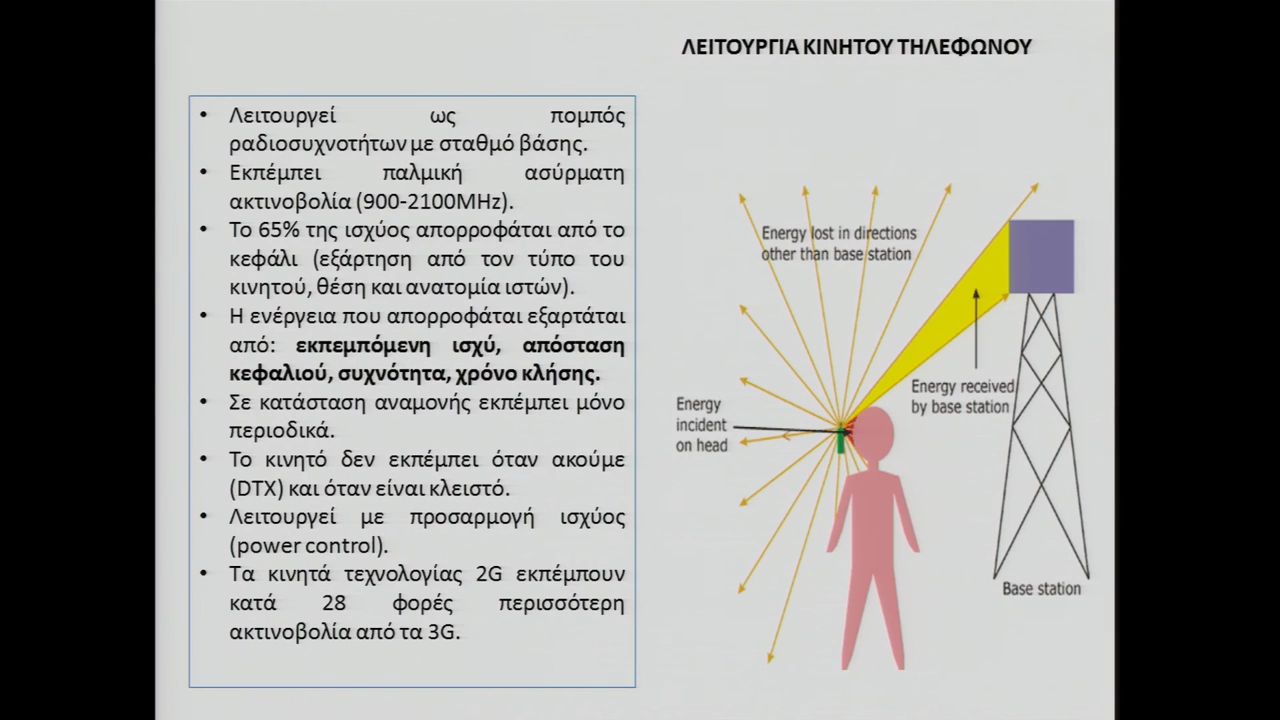 ΛΕΙΤΟΥΡΓΙΑ ΚΙΝΗΤΟΥ ΤΗΛΕΦΩΝΟΥ
• Λειτουργεί ως πομπός
ραδιοσυχνοτήτων με σταθμό βάσης.
• Εκπέμπει παλμική ασύρματη
ακτινοβολία (900-2100MHz).
• Το 65% της ισχύος απορροφάται από το
κεφάλι (εξάρτηση από τον τύπο του
κινητού, θέση και ανατομία ιστών).
• Η ενέργεια που απορροφάται εξαρτάται
από: εκπεμπόμενη ισχύ, απόσταση
κεφαλιού, συχνότητα, χρόνο κλήσης.
• Σε κατάσταση αναμονής εκπέμπει μόνο
περιοδικά.
• Το κινητό δεν εκπέμπει όταν ακούμε
(DTX) και όταν είναι κλειστό.
• Λειτουργεί με προσαρμογή ισχύος
(power control).
• Τα κινητά τεχνολογίας 2G εκπέμπουν
κατά 28 φορές περισσότερη
ακτινοβολία από τα 3G.
Energy lost in directions
other than base station
Energy received
by base station
Energy
incident
on head
Base station